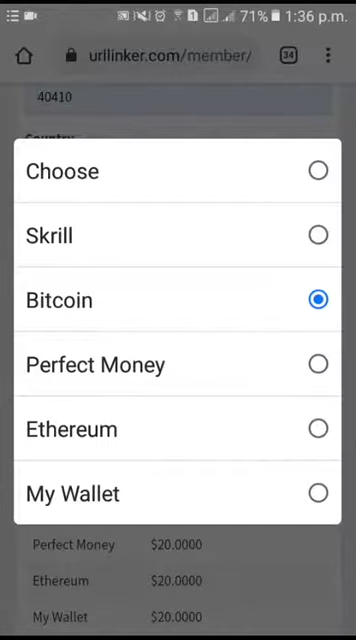 71% 1:36 p.m.
urllinker.com/member/
34
40410
Country
Choose
Skrill
Bitcoin
Perfect Money
Ethereum
My Wallet
Perfect Money $20.0000
Ethereum $20.0000
My Wallet $20.0000